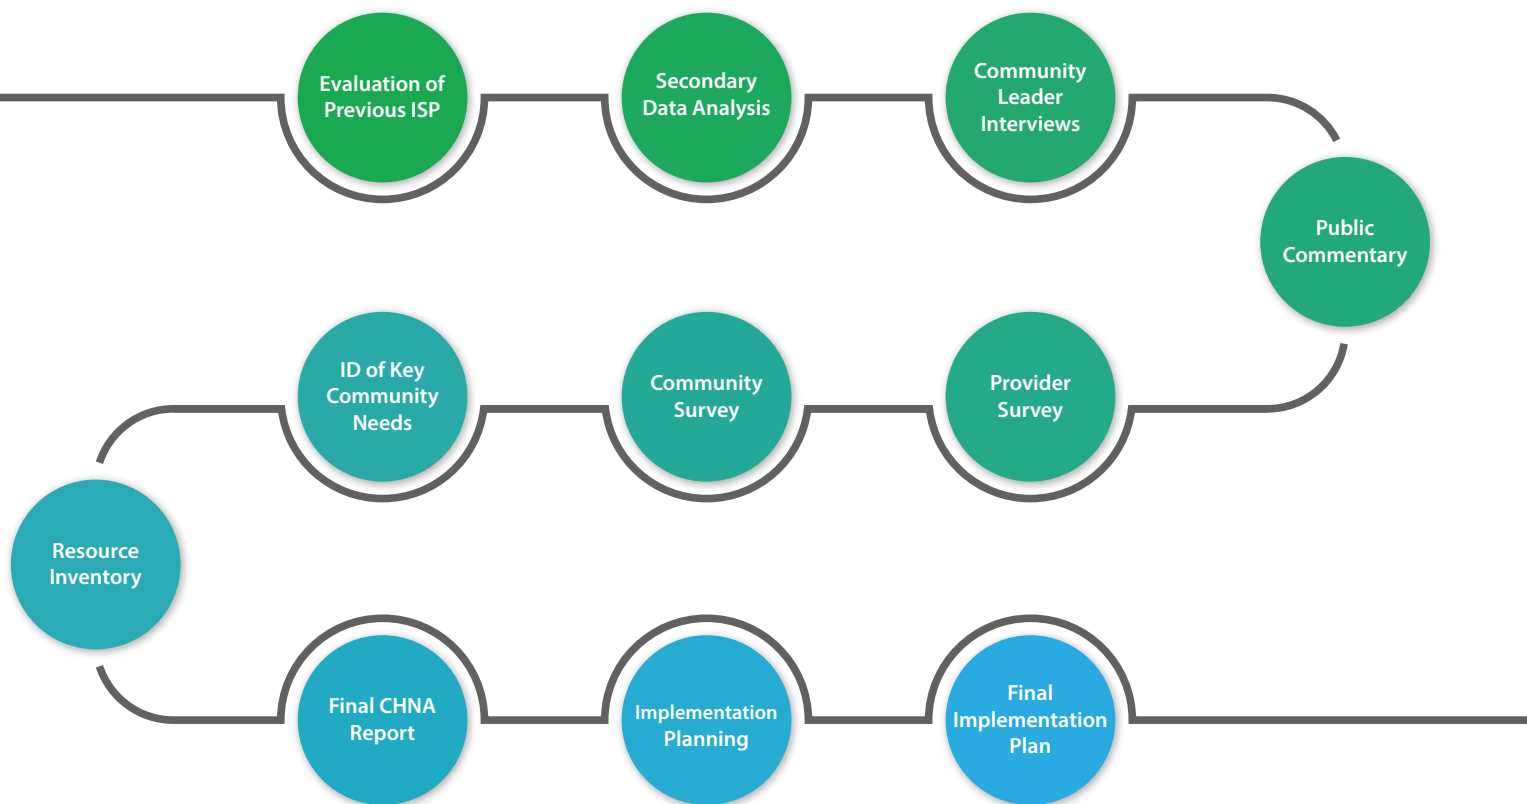 Evaluation of
Previous ISP
Secondary
Data Analysis
Community
Leader
Interviews
Public
Commentary
Provider
Survey
Community
Survey
ID of Key
Community
Needs
Resource
Inventory
Final CHNA
Report
Implementation
Planning
Final
Implementation
Plan